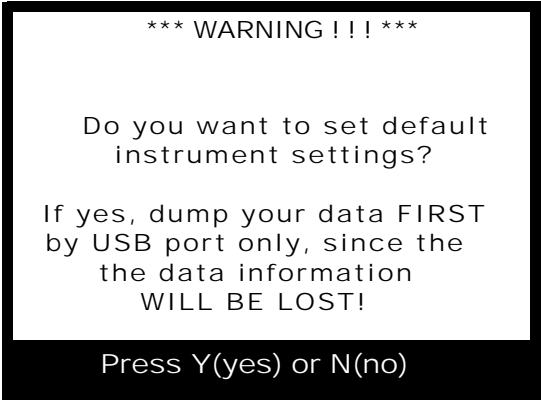 *** WARNING ! ! ! ***
Do you want to set default
instrument settings?
If yes, dump your data FIRST
by USB port only, since the
the data information
WILL BE LOST!
Press Y(yes) or N(no)